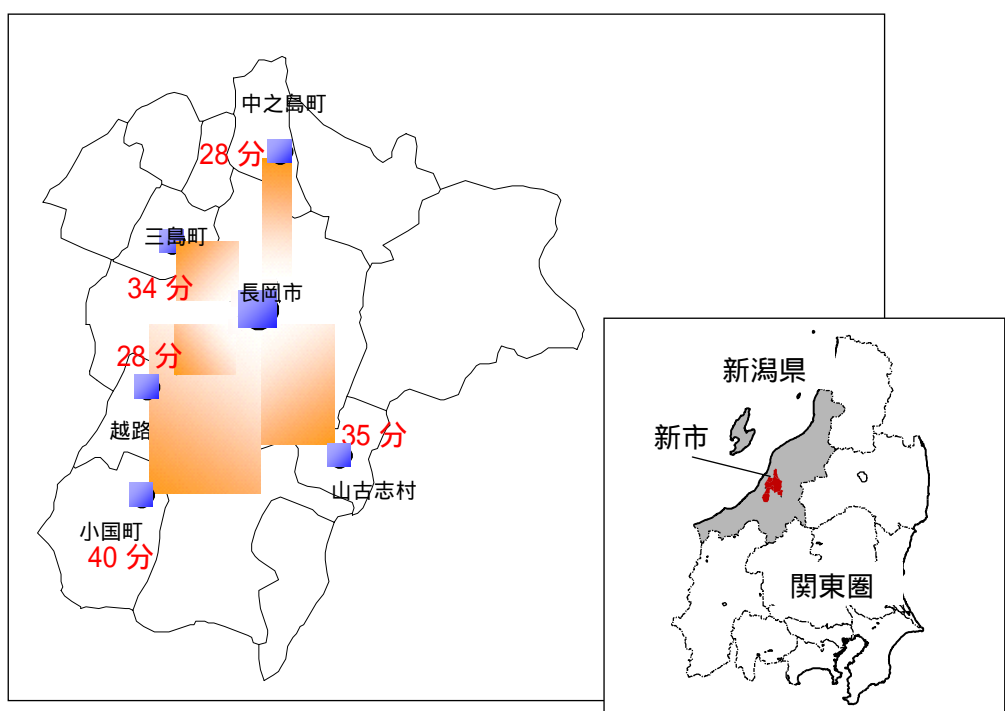 中之島町
28 分
三島町
34 分
長岡市
28 分
越路
35 分
山古志村
小国町
40 分
新潟県
新市
関東圏